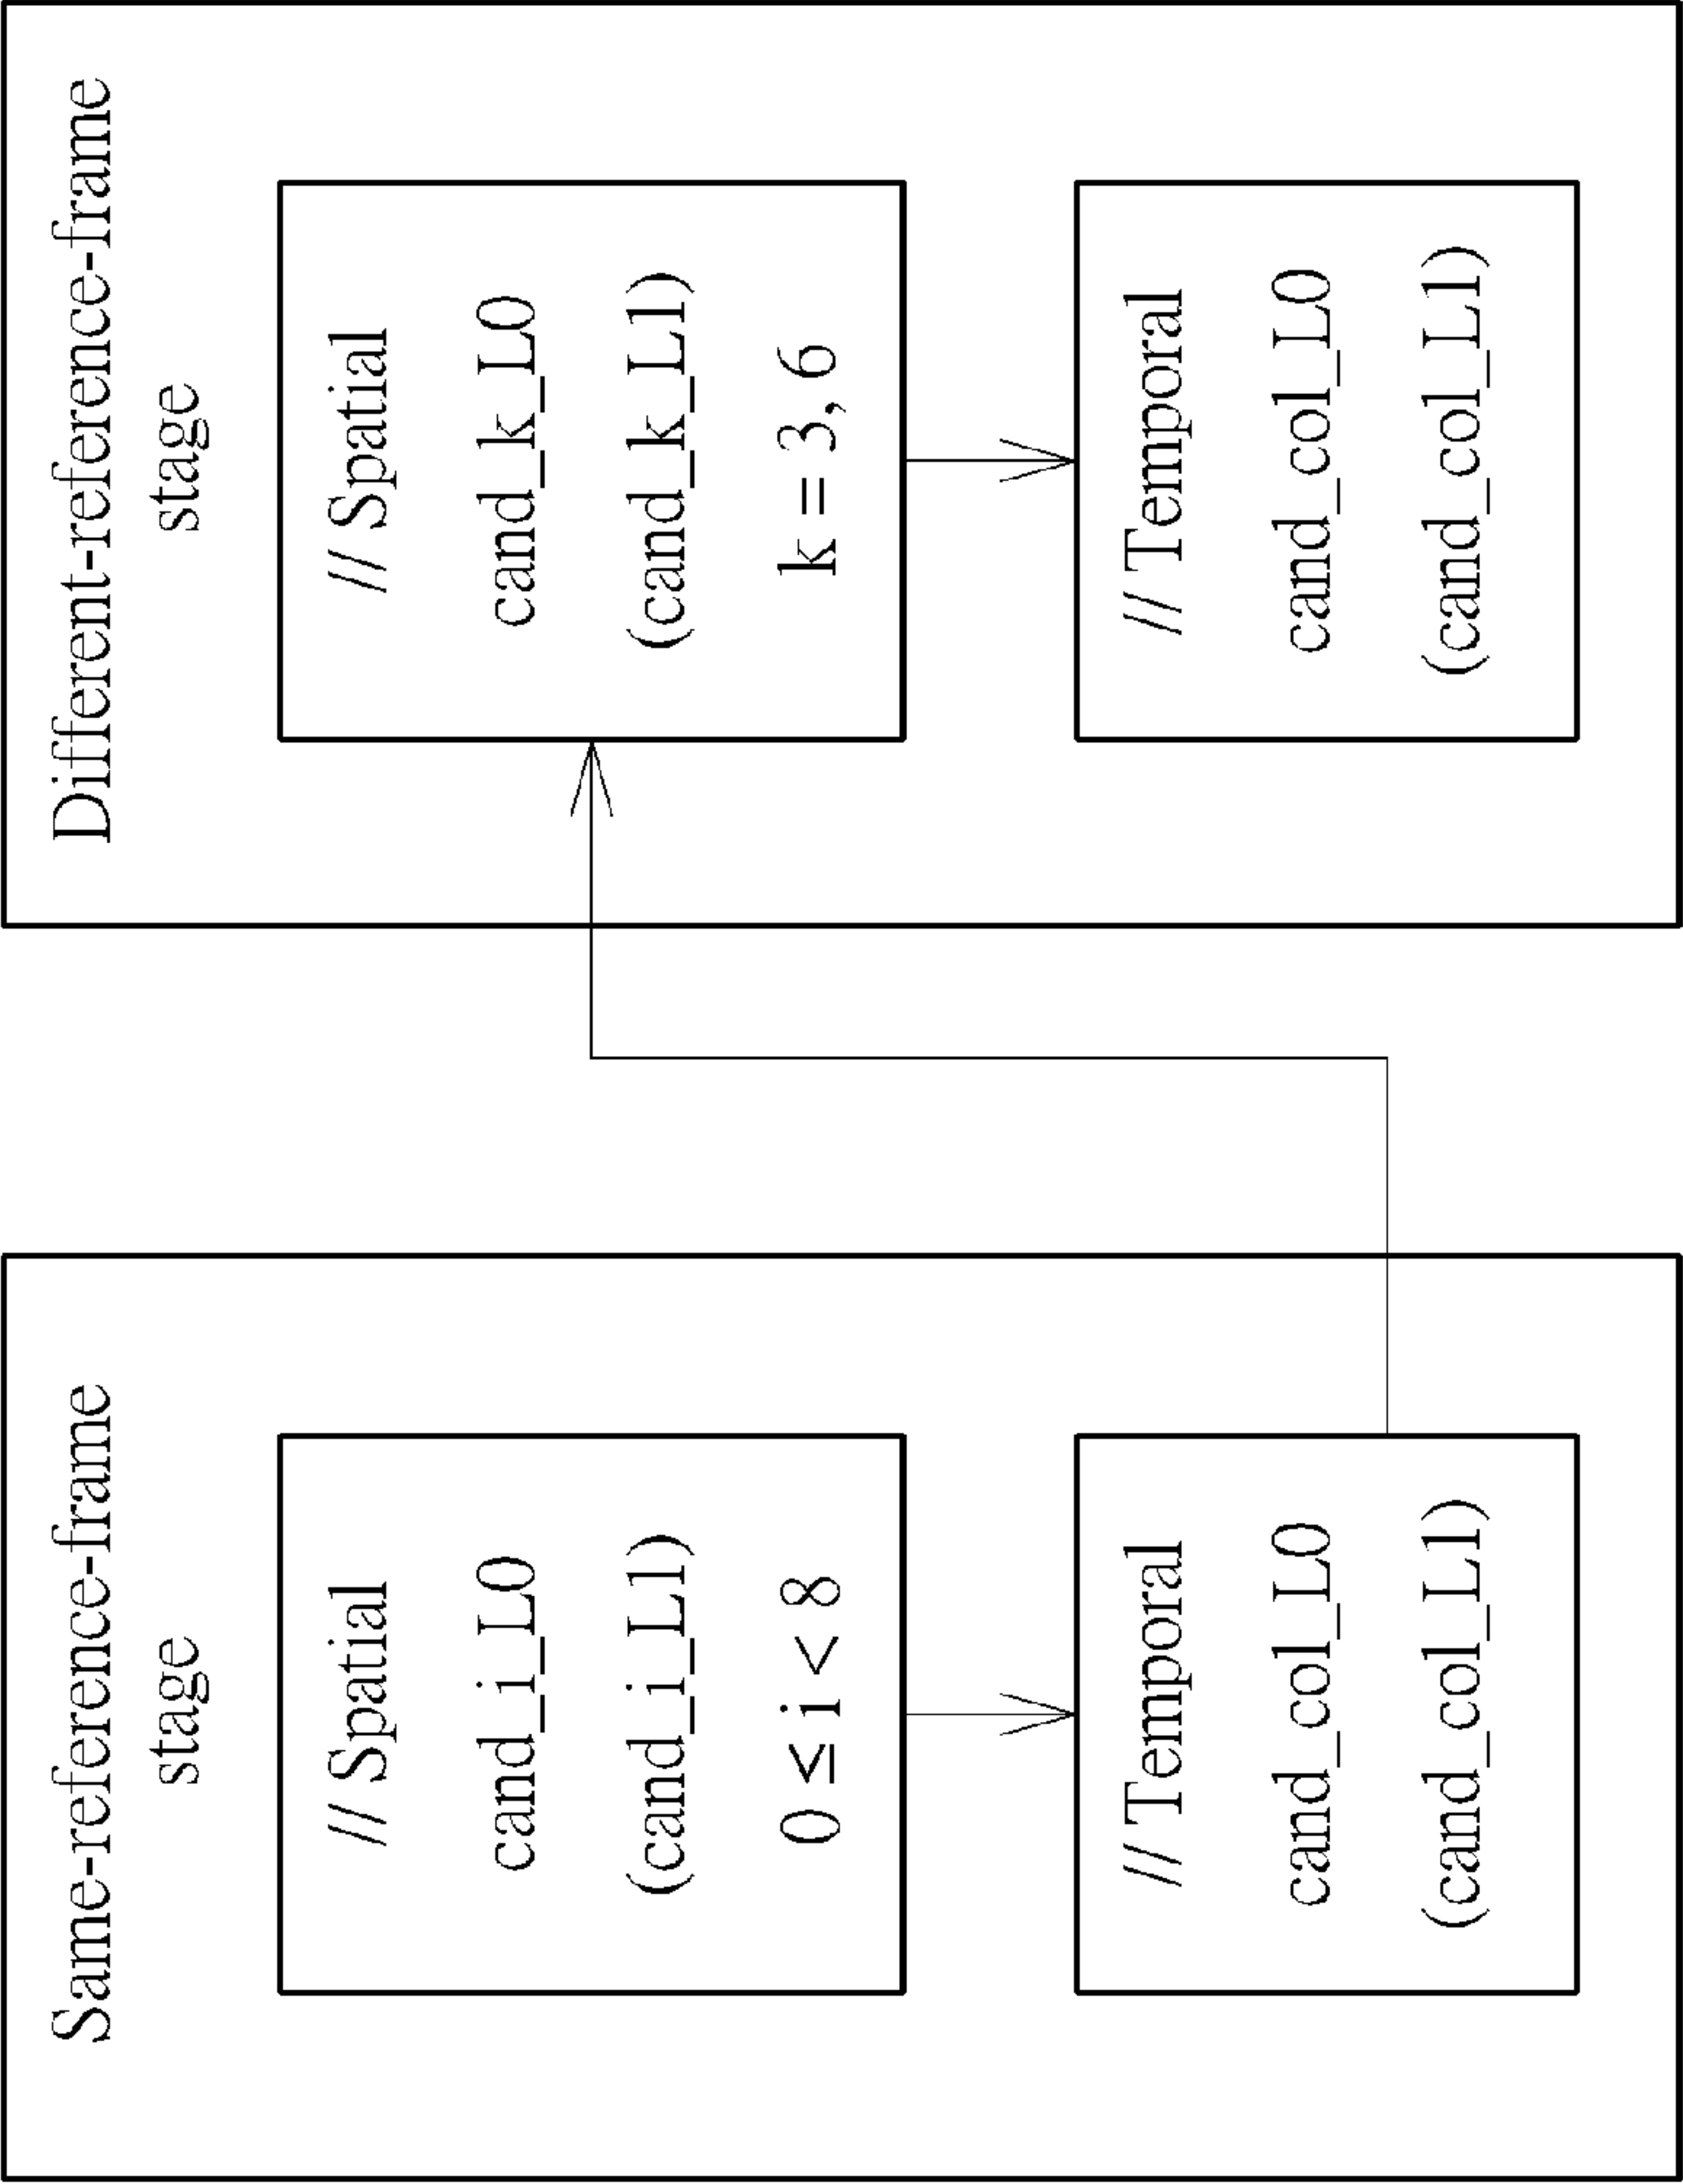 Same-reference-frame
stage
// Spatial
cand_i_L0
(cand_i_L1)
0 ≤ i < 8
// Temporal
cand_col_L0
(cand_col_L1)
Different-reference-frame
stage
// Spatial
cand_k_L0
(cand_k_L1)
k = 3, 6
// Temporal
cand_col_L0
(cand_col_L1)